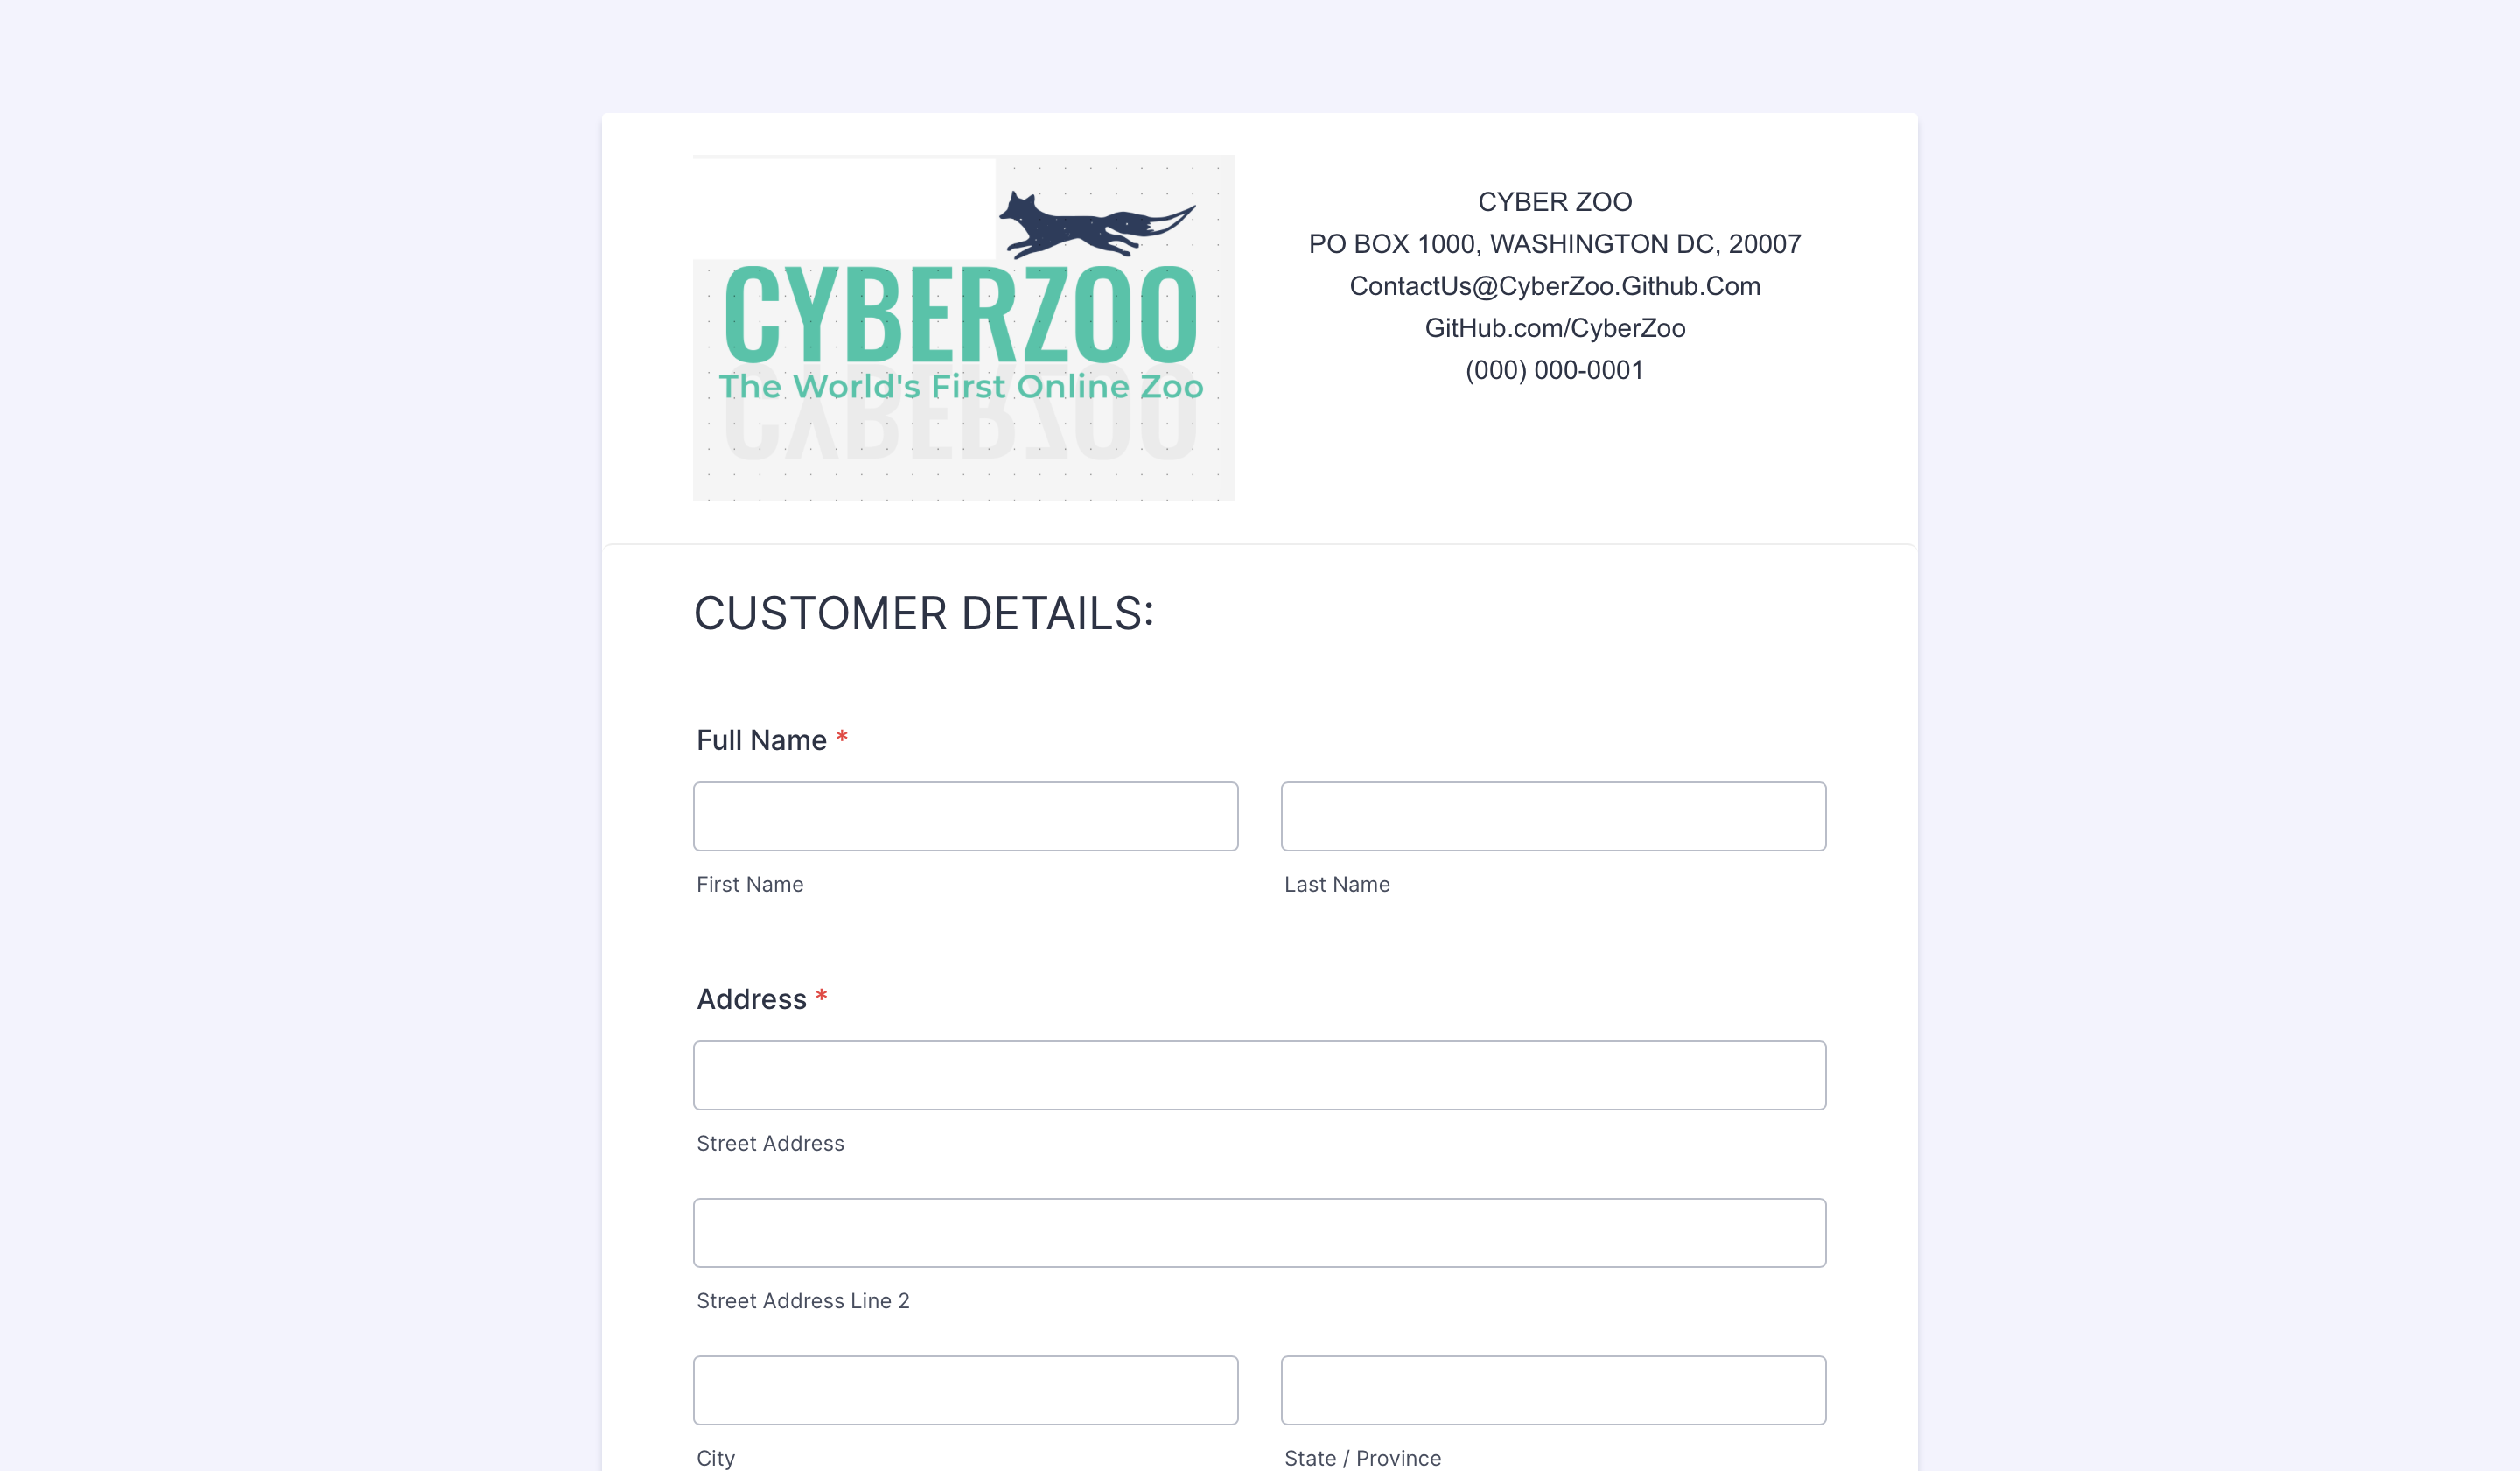 CYBERZOO
The World's First Online Zoo
CYBERZOO
CYBER ZOO
PO BOX 1000, WASHINGTON DC, 20007
ContactUs@CyberZoo.Github.Com
GitHub.com/CyberZoo
(000) 000-0001
CUSTOMER DETAILS:
Full Name *
First Name
Last Name
Address *
Street Address
Street Address Line 2
City
State / Province